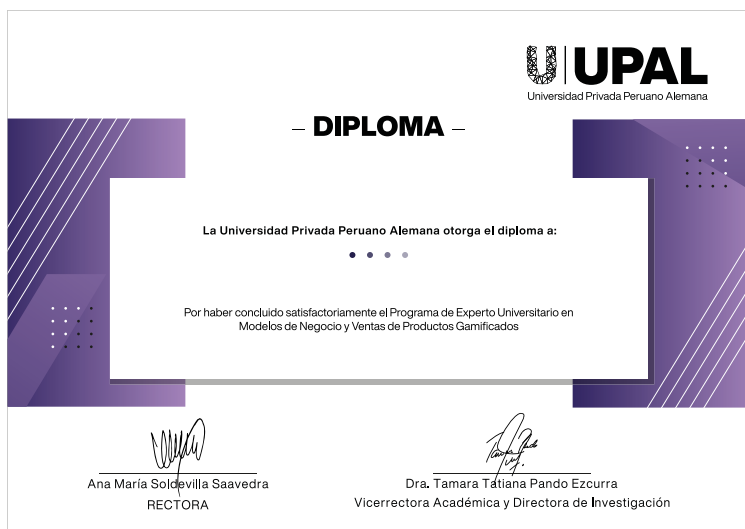 UPAL
Universidad Privada Peruano Alemana
– DIPLOMA –
La Universidad Privada Peruano Alemana otorga el diploma a:
Por haber concluido satisfactoriamente el Programa de Experto Universitario en
Modelos de Negocio y Ventas de Productos Gamificados
Ana María Soldevilla Saavedra
RECTORA
Dra. Tamara Tatiana Pando Ezcurra
Vicerrectora Académica y Directora de Investigación